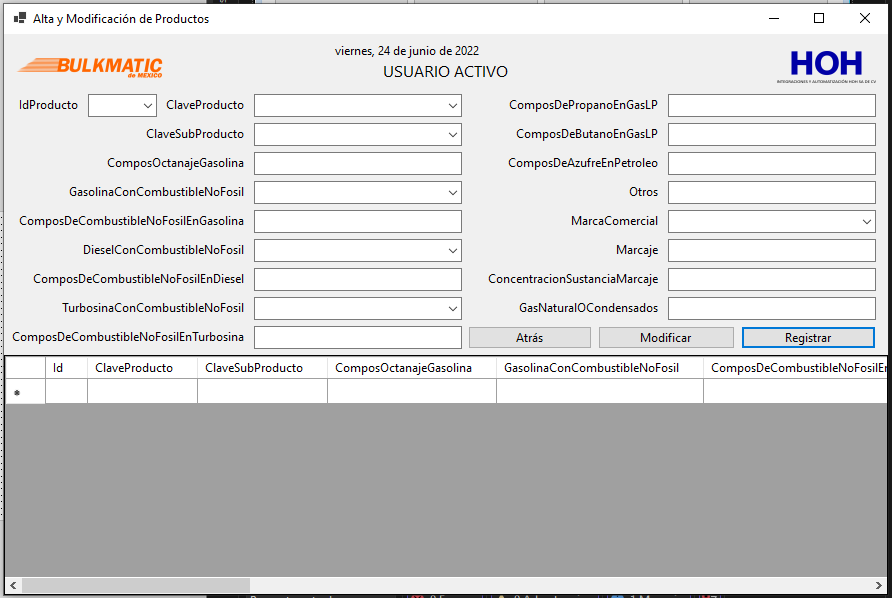 Alta y Modificación de Productos
BULKMATIC
de MÉXICO
viernes, 24 de junio de 2022
USUARIO ACTIVO
HOH
INTEGRACIONES Y AUTOMATIZACIÓN HOH SA DE CV
IdProducto
ClaveProducto
ClaveSubProducto
ComposOctanajeGasolina
GasolinaConCombustibleNoFosil
ComposDeCombustibleNoFosilEnGasolina
DieselConCombustibleNoFosil
ComposDeCombustibleNoFosilEnDiesel
TurbosinaConCombustibleNoFosil
ComposDeCombustibleNoFosilEnTurbosina
ComposDePropanoEnGasLP
ComposDeButanoEnGasLP
ComposDeAzufreEnPetroleo
Otros
MarcaComercial
Marcaje
ConcentracionSustanciaMarcaje
GasNaturalOCondensados
Atrás Modificar Registrar
Id ClaveProducto ClaveSubProducto ComposOctanajeGasolina GasolinaConCombustibleNoFosil ComposDeCombustibleNoFosilEn